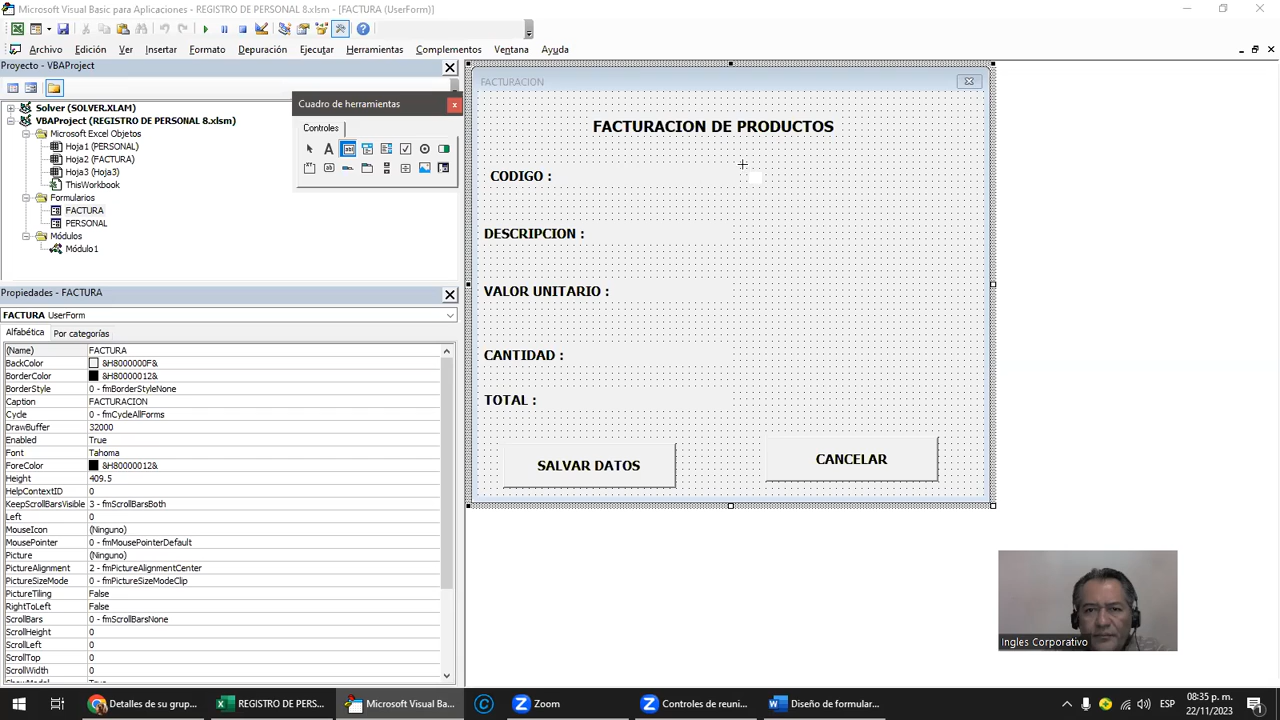 Microsoft Visual Basic para Aplicaciones - REGISTRO DE PERSONAL 8.xlsm - [FACTURA (UserForm)]
Archivo Edición Ver Insertar Formato Depuración Ejecutar Herramientas Complementos Ventana Ayuda
Proyecto - VBAProject
Solver (SOLVER.XLAM)
VBAProject (REGISTRO DE PERSONAL 8.xlsm)
Microsoft Excel Objetos
Hoja1 (PERSONAL)
Hoja2 (FACTURA)
Hoja3 (Hoja3)
ThisWorkbook
Formularios
FACTURA
PERSONAL
Módulos
Módulo1
Cuadro de herramientas
Controles
Propiedades - FACTURA
FACTURA UserForm
Alfabética Por categorías
(Name) FACTURA
BackColor &H8000000F&
BorderColor &H80000012&
BorderStyle 0 - fmBorderStyleNone
Caption FACTURACION
Cycle 0 - fmCycleAllForms
DrawBuffer 32000
Enabled True
Font Tahoma
ForeColor &H80000012&
Height 409.5
HelpContextID 0
KeepScrollBarsVisible 3 - fmScrollBarsBoth
Left 0
MouseIcon (Ninguno)
MousePointer 0 - fmMousePointerDefault
Picture (Ninguno)
PictureAlignment 2 - fmPictureAlignmentCenter
PictureSizeMode 0 - fmPictureSizeModeClip
PictureTiling False
RightToLeft False
ScrollBars 0 - fmScrollBarsNone
ScrollHeight 0
ScrollLeft 0
ScrollTop 0
ScrollWidth 0
FACTURACION
FACTURACION DE PRODUCTOS
CODIGO :
DESCRIPCION :
VALOR UNITARIO :
CANTIDAD :
TOTAL :
SALVAR DATOS
CANCELAR
Ingles Corporativo
Detalles de su grup...
REGISTRO DE PERS...
Microsoft Visual Ba...
Zoom
Controles de reuni...
Diseño de formular...
ESP
08:35 p. m.
22/11/2023